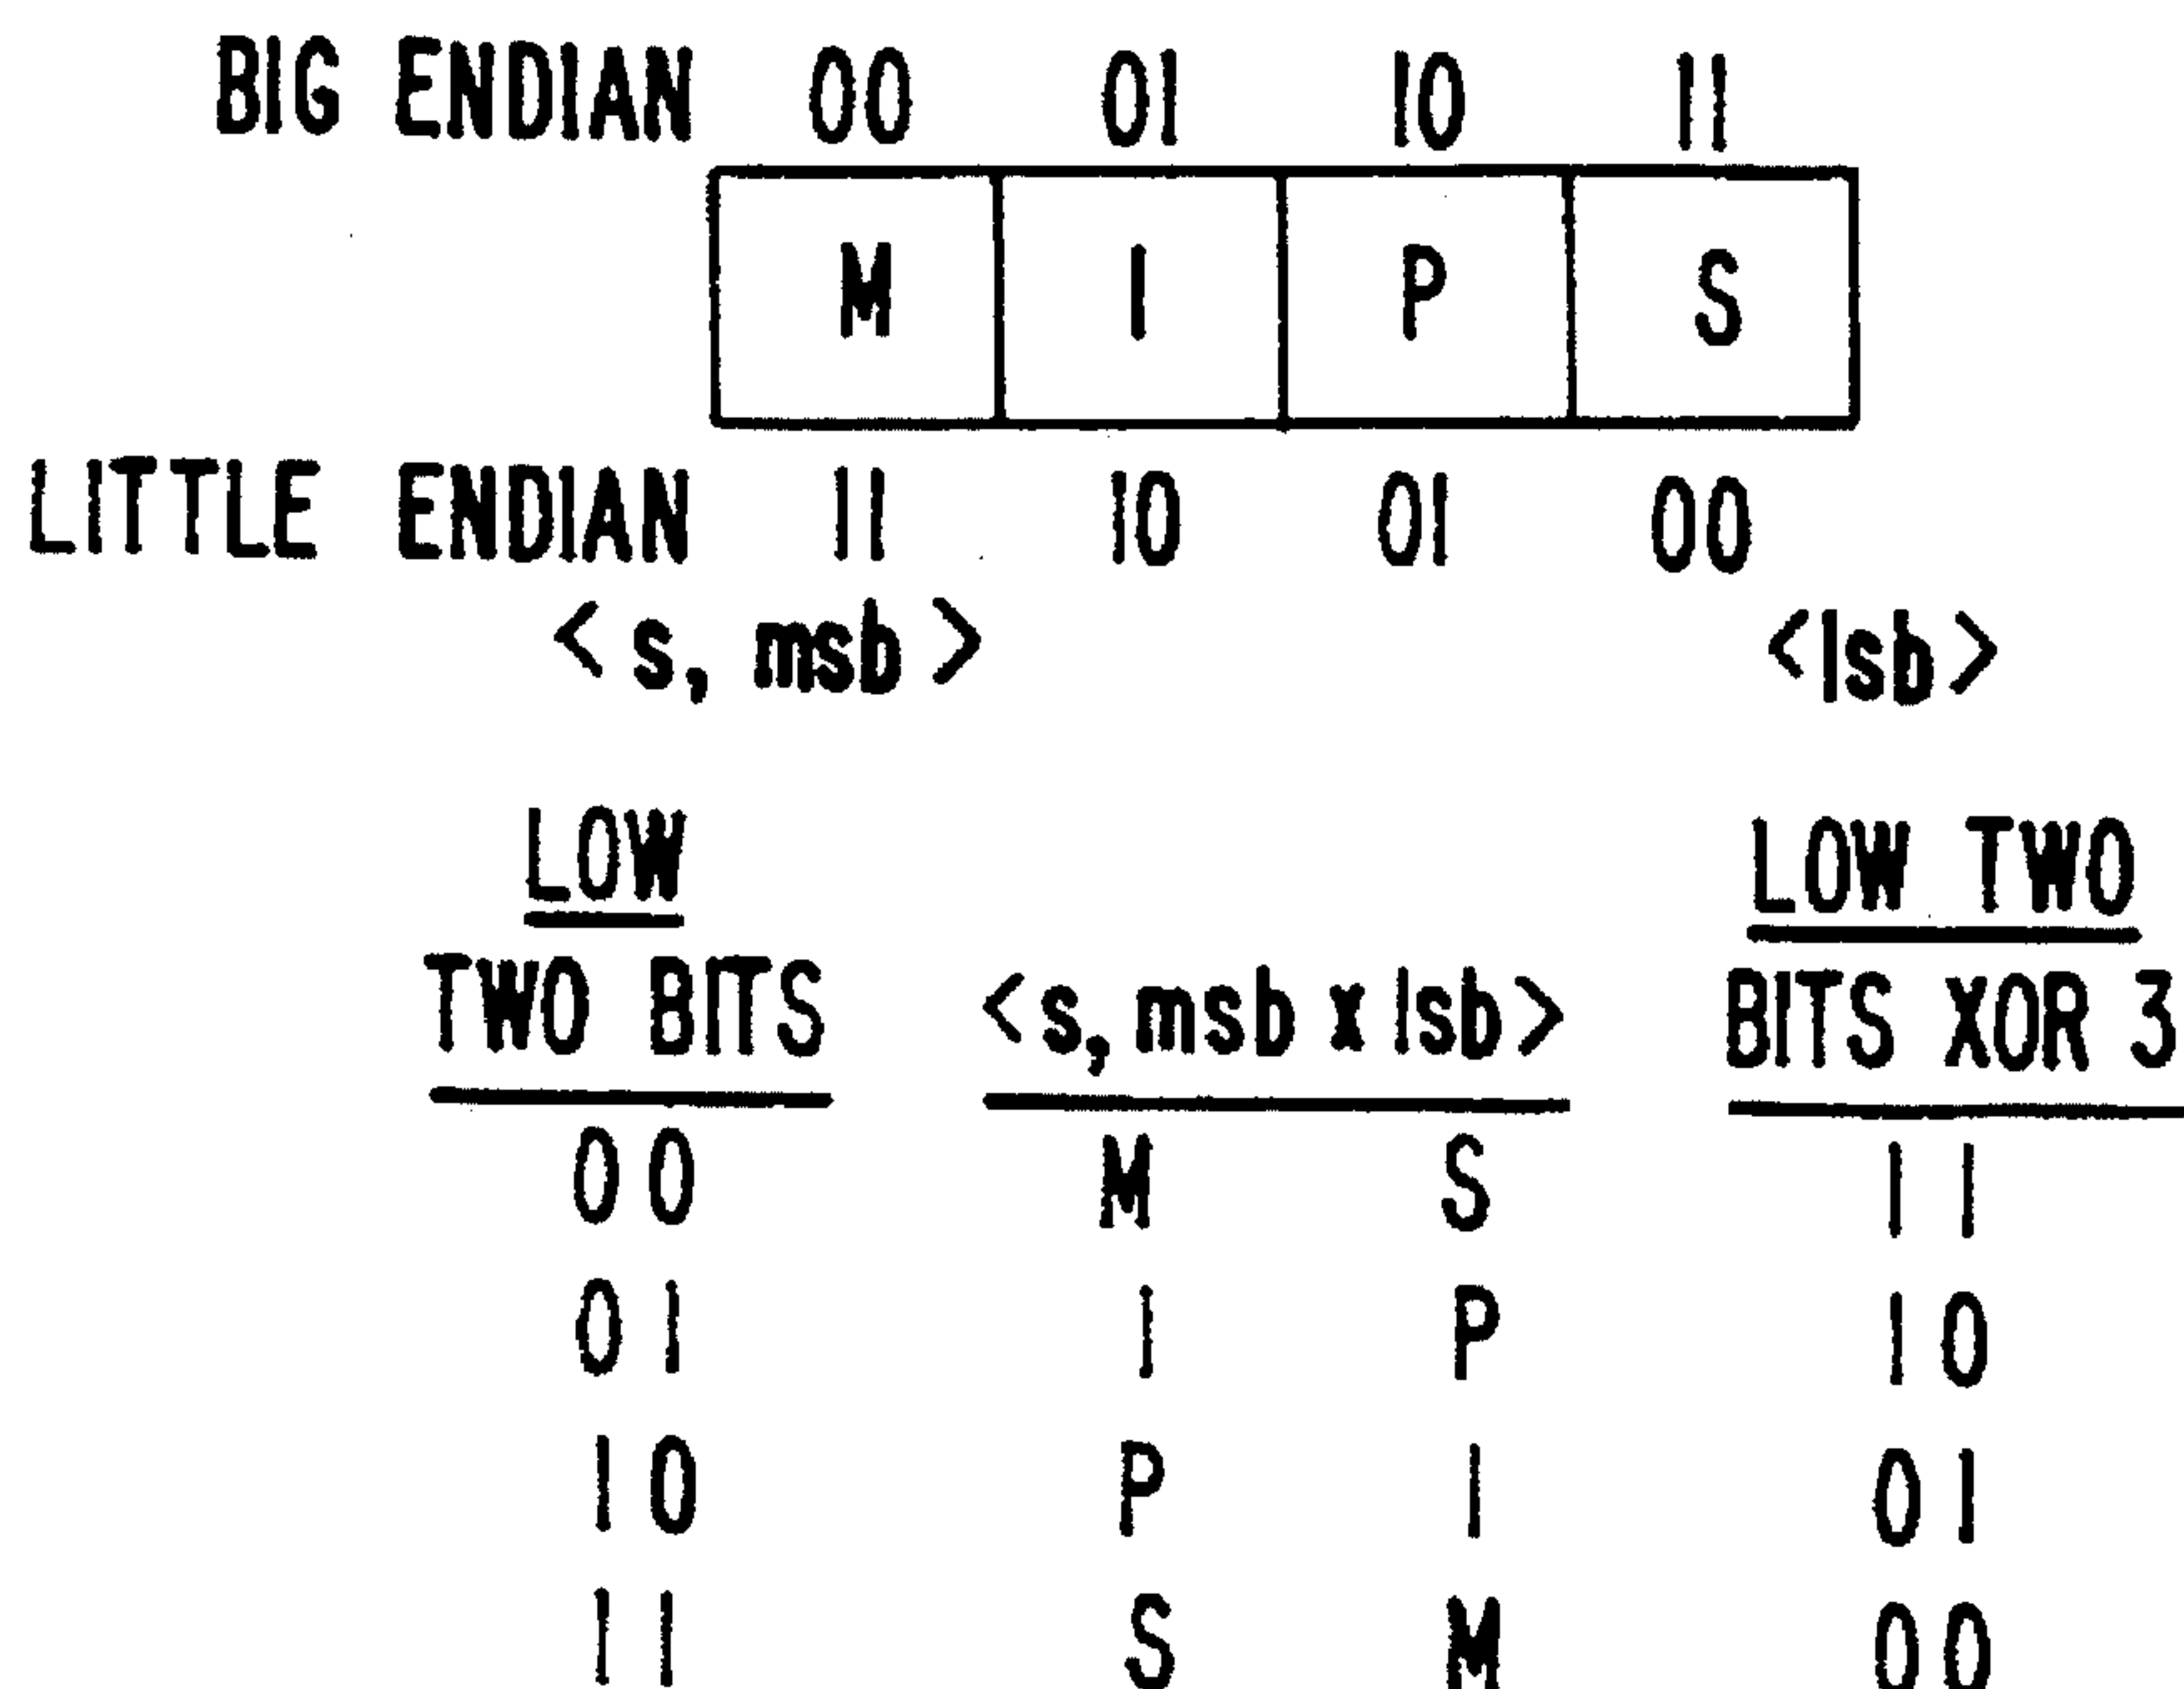 BIG ENDIAN 00 01 10 11
M I P S
LITTLE ENDIAN 11 10 01 00
< s, msb > <lsb>
LOW LOW TWO
TWO BITS < s, msb x lsb > BITS XOR 3
00 M S 11
01 I P 10
10 P I 01
11 S M 00